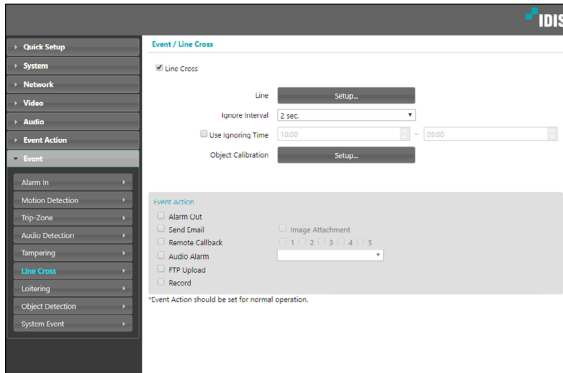 IDIS
Quick Setup
System
Network
Video
Audio
Event Action
Event
Alarm In
Motion Detection
Trip-Zone
Audio Detection
Tampering
Line Cross
Loitering
Object Detection
System Event
Event / Line Cross
Line Cross
Line Setup...
Ignore Interval 2 sec.
Use Ignoring Time 18:00 ~ 09:00
Object Calibration Setup...
Event Action
Alarm Out
Send Email Image Attachment
Remote Callback 1 2 3 4 5
Audio Alarm
FTP Upload
Record
*Event Action should be set for normal operation.